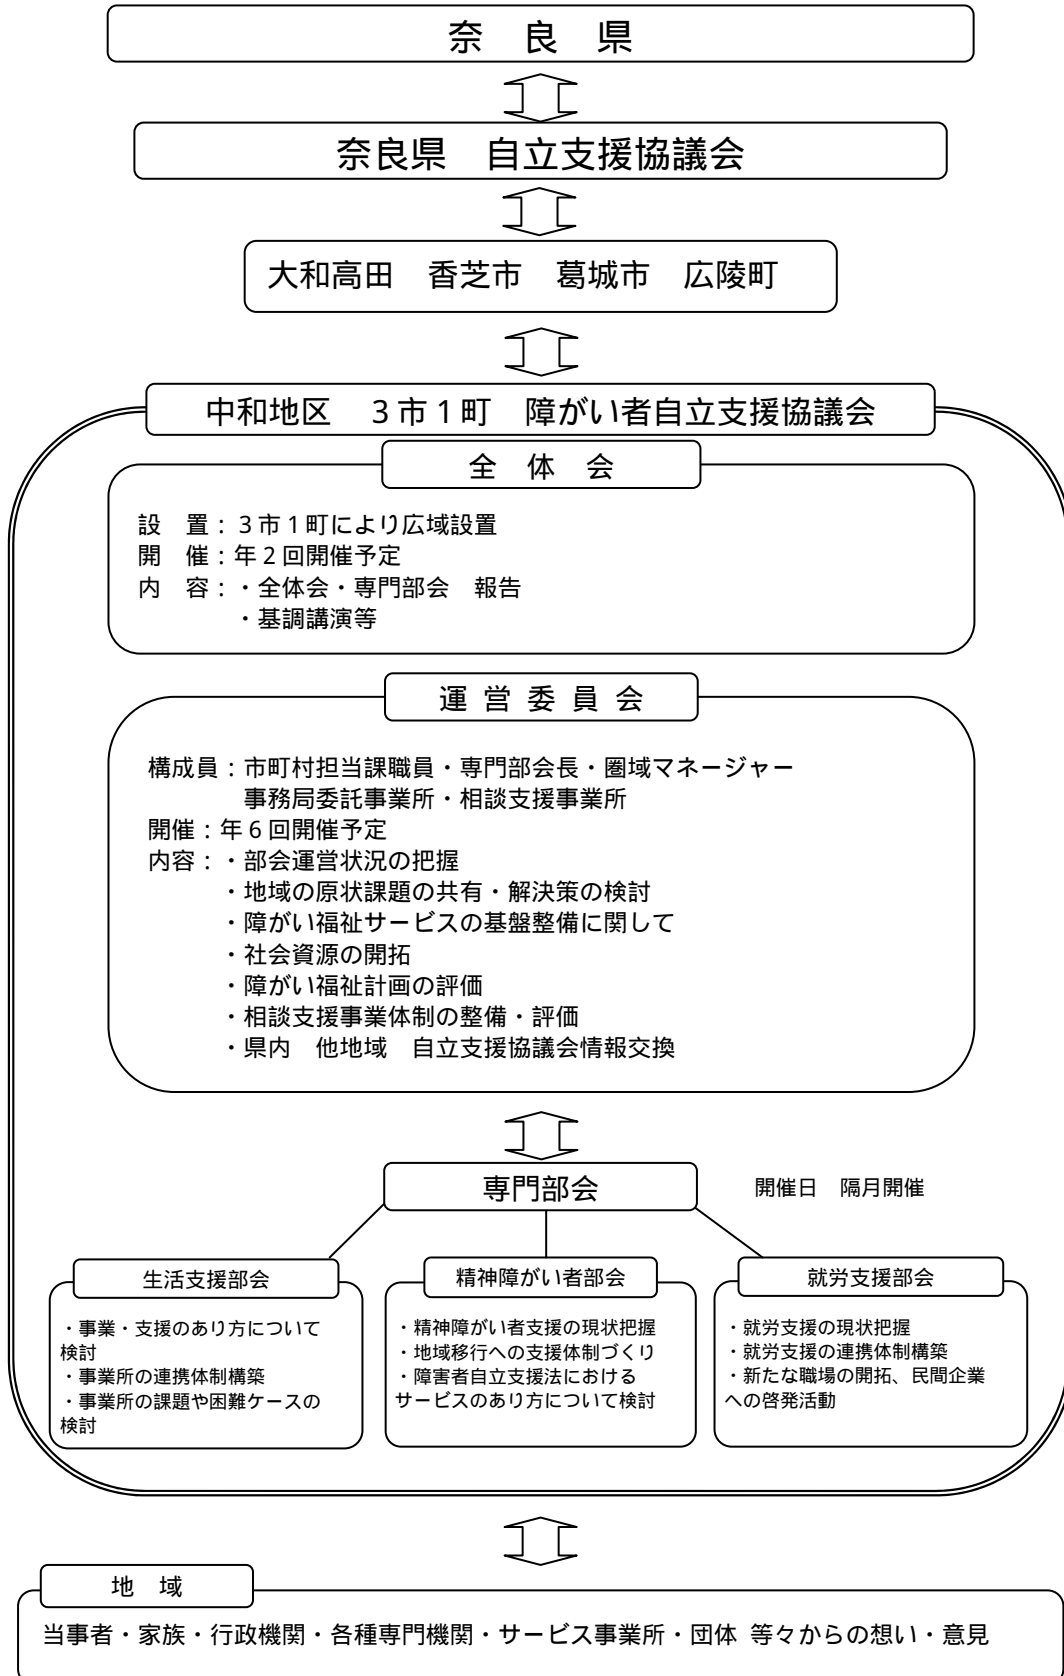 奈　良　県
奈良県　自立支援協議会
大和高田　香芝市　葛城市　広陵町
中和地区　３市１町　障がい者自立支援協議会
全　体　会
設　置：３市１町により広域設置
開　催：年２回開催予定
内　容：・全体会・専門部会　報告
・基調講演等
運 営 委 員 会
構成員：市町村担当課職員・専門部会長・圏域マネージャー
事務局委託事業所・相談支援事業所
開催：年６回開催予定
内容：・部会運営状況の把握
・地域の原状課題の共有・解決策の検討
・障がい福祉サービスの基盤整備に関して
・社会資源の開拓
・障がい福祉計画の評価
・相談支援事業体制の整備・評価
・県内　他地域　自立支援協議会情報交換
専門部会
開催日　隔月開催
生活支援部会
・事業・支援のあり方について
検討
・事業所の連携体制構築
・事業所の課題や困難ケースの
検討
精神障がい者部会
・精神障がい者支援の現状把握
・地域移行への支援体制づくり
・障害者自立支援法における
サービスのあり方について検討
就労支援部会
・就労支援の現状把握
・就労支援の連携体制構築
・新たな職場の開拓、民間企業
への啓発活動
地　域
当事者・家族・行政機関・各種専門機関・サービス事業所・団体 等々からの想い・意見